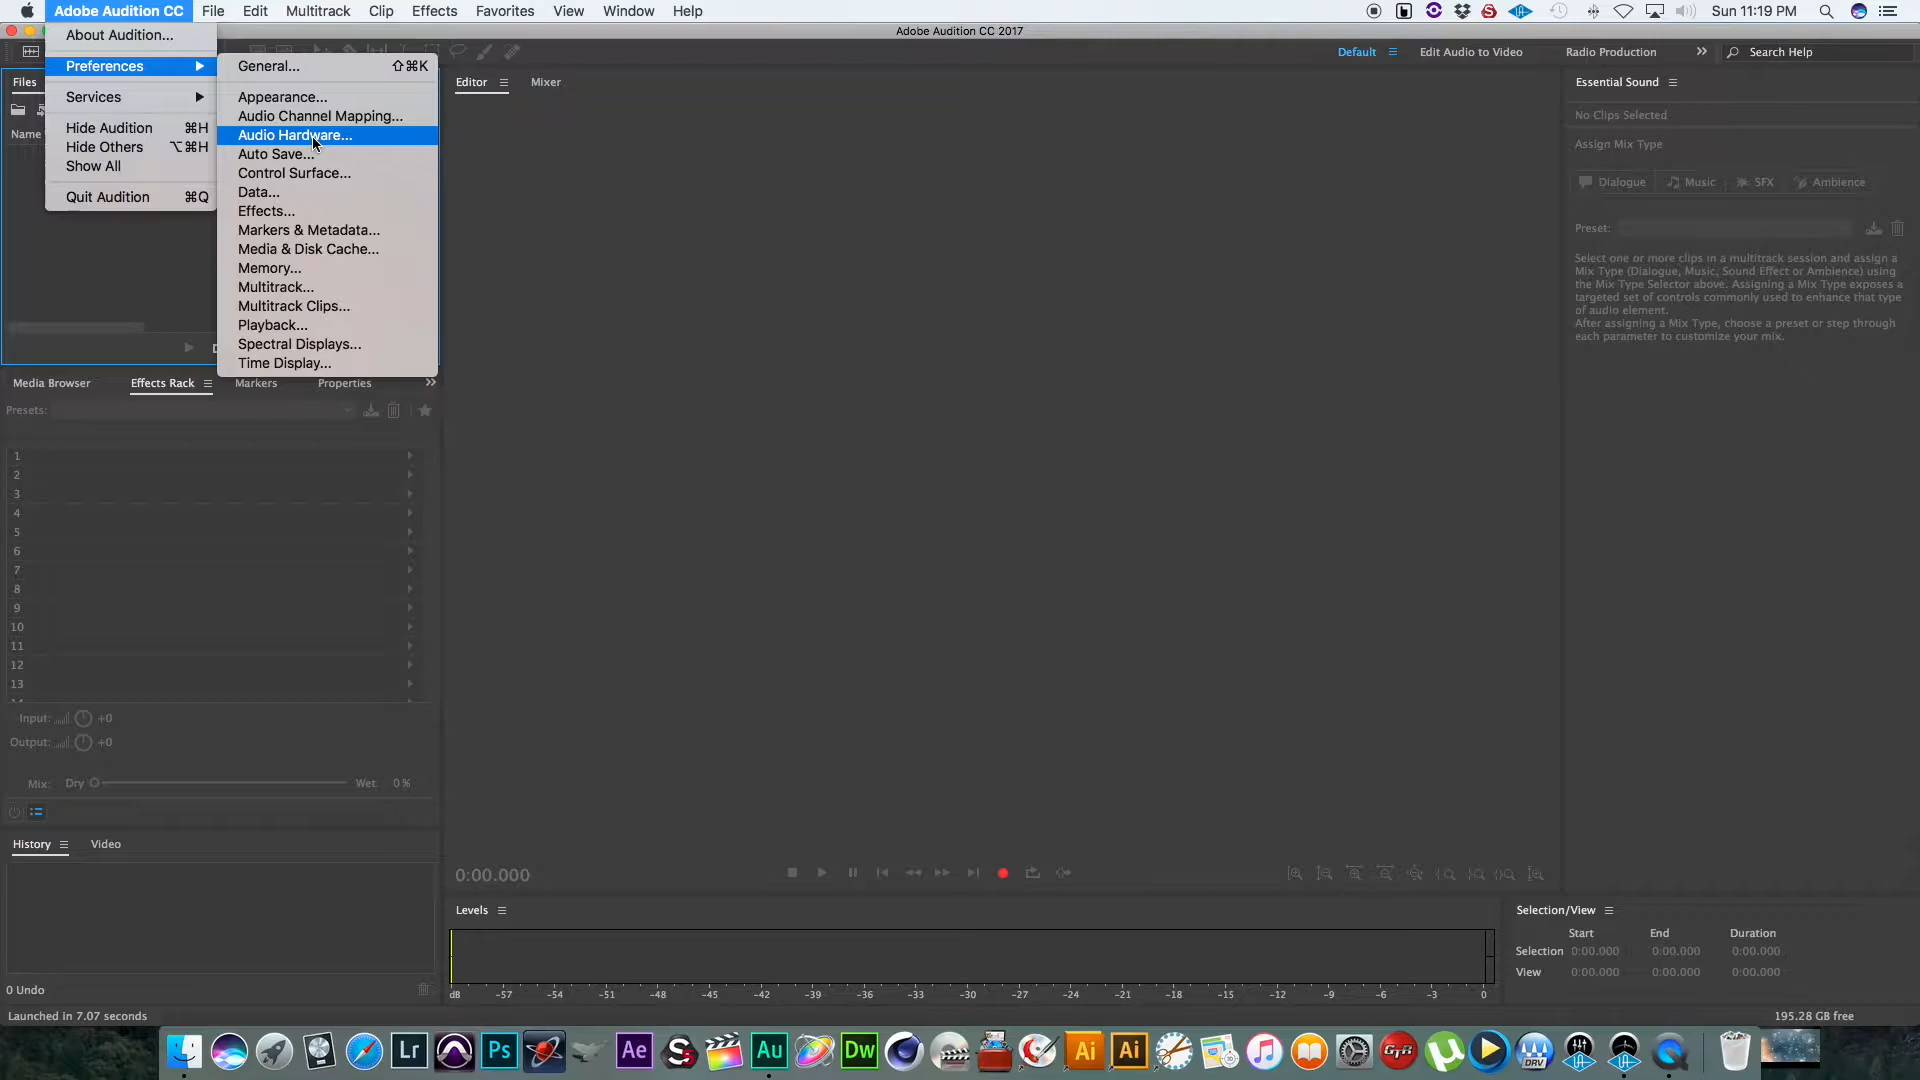 Adobe Audition CC File Edit Multitrack Clip Effects Favorites View Window Help Sun 11:19 PM
Adobe Audition CC 2017
About Audition...
Preferences
Services
Hide Audition ⌘H
Hide Others ⌥⌘H
Show All
Quit Audition ⌘Q
General... ⇧⌘K
Appearance...
Audio Channel Mapping...
Audio Hardware...
Auto Save...
Control Surface...
Data...
Effects...
Markers & Metadata...
Media & Disk Cache...
Memory...
Multitrack...
Multitrack Clips...
Playback...
Spectral Displays...
Time Display...
Default Edit Audio to Video Radio Production Search Help
Files
Name
Editor Mixer
Essential Sound
No Clips Selected
Assign Mix Type
Dialogue Music SFX Ambience
Preset:
Select one or more clips in a multitrack session and assign a
Mix Type (Dialogue, Music, Sound Effect or Ambience) using
the Mix Type Selector above. Assigning a Mix Type exposes a
targeted set of controls commonly used to enhance that type
of audio element.
After assigning a Mix Type, choose a preset or step through
each parameter to customize your mix.
Media Browser Effects Rack Markers Properties
Presets:
1
2
3
4
5
6
7
8
9
10
11
12
13
Input: +0
Output: +0
Mix: Dry Wet 0 %
History Video
0 Undo
Launched in 7.07 seconds
0:00.000
Levels
dB -57 -54 -51 -48 -45 -42 -39 -36 -33 -30 -27 -24 -21 -18 -15 -12 -9 -6 -3 0
Selection/View
Start End Duration
Selection 0:00.000 0:00.000 0:00.000
View 0:00.000 0:00.000 0:00.000
195.28 GB free
Lr Ps Ae Au Dw Ai Ai GTR DRV